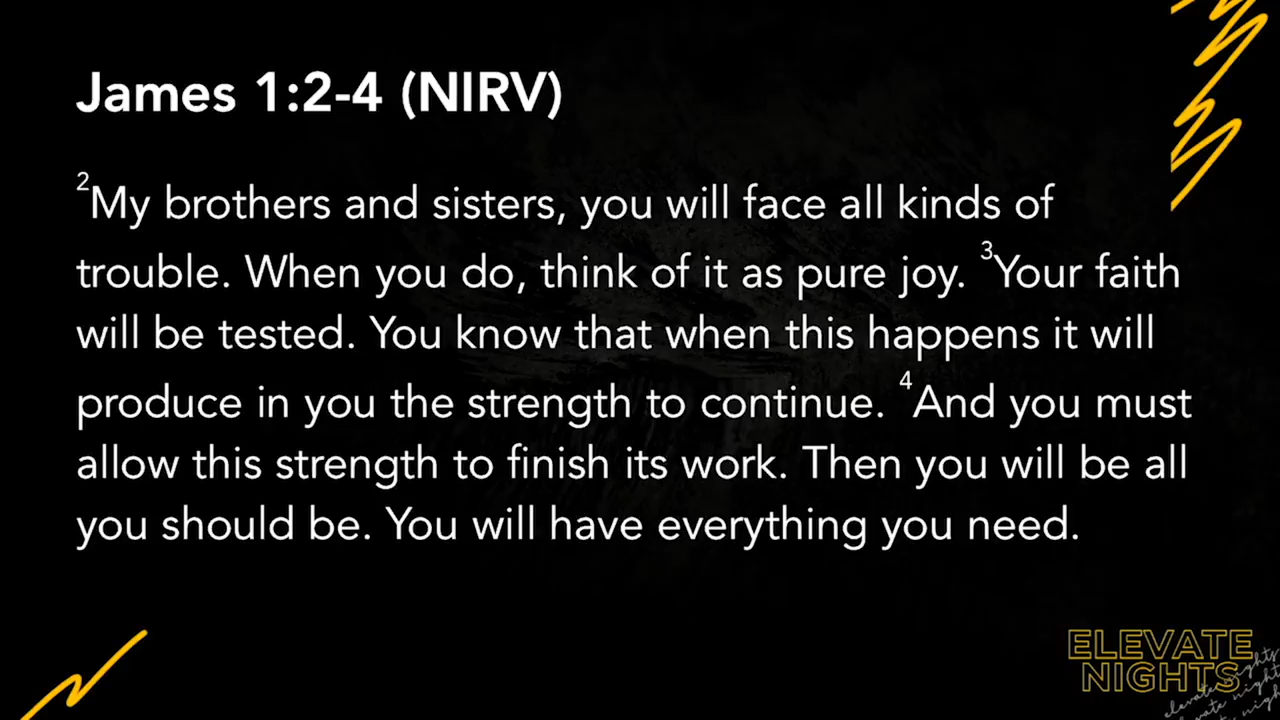 James 1:2-4 (NIRV)
²My brothers and sisters, you will face all kinds of
trouble. When you do, think of it as pure joy. ³Your faith
will be tested. You know that when this happens it will
produce in you the strength to continue. ⁴And you must
allow this strength to finish its work. Then you will be all
you should be. You will have everything you need.
ELEVATE
NIGHTS
elevate nights